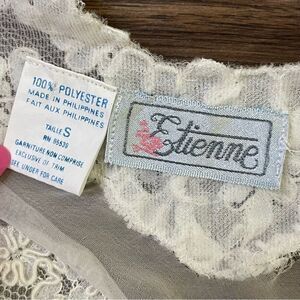 100% POLYESTER
MADE IN PHILIPPINES
FAIT AUX PHILIPPINES
TAILLE S
RN 85539
GARNITURE NON COMPRISE
EXCLUSIVE OF TRIM
SEE UNDER FOR CARE
Etienne